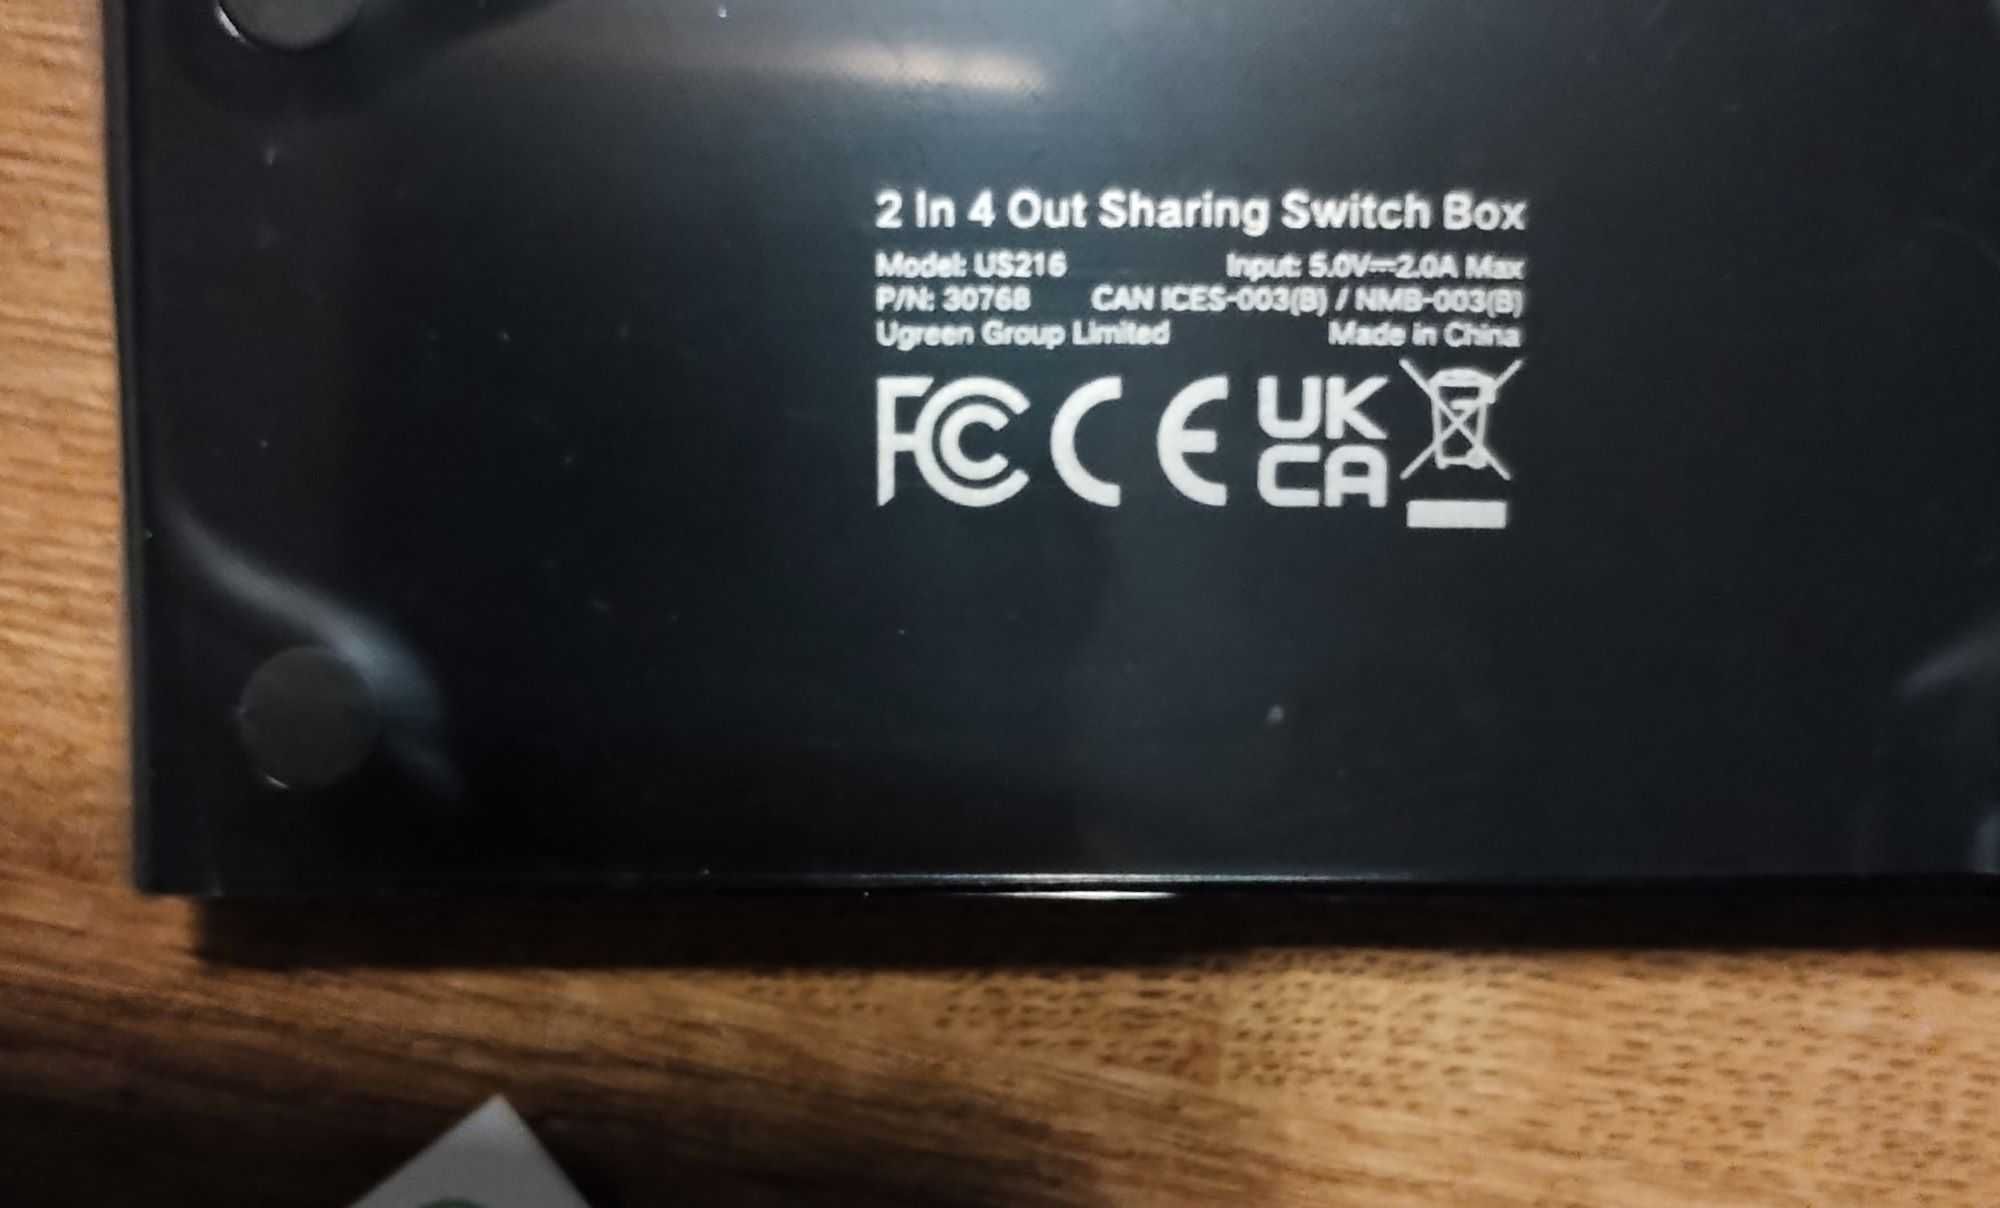 2 In 4 Out Sharing Switch Box
Model: US216 Input: 5.0V⎓2.0A Max
P/N: 30768 CAN ICES-003(B) / NMB-003(B)
Ugreen Group Limited Made in China
FC CE UK
CA